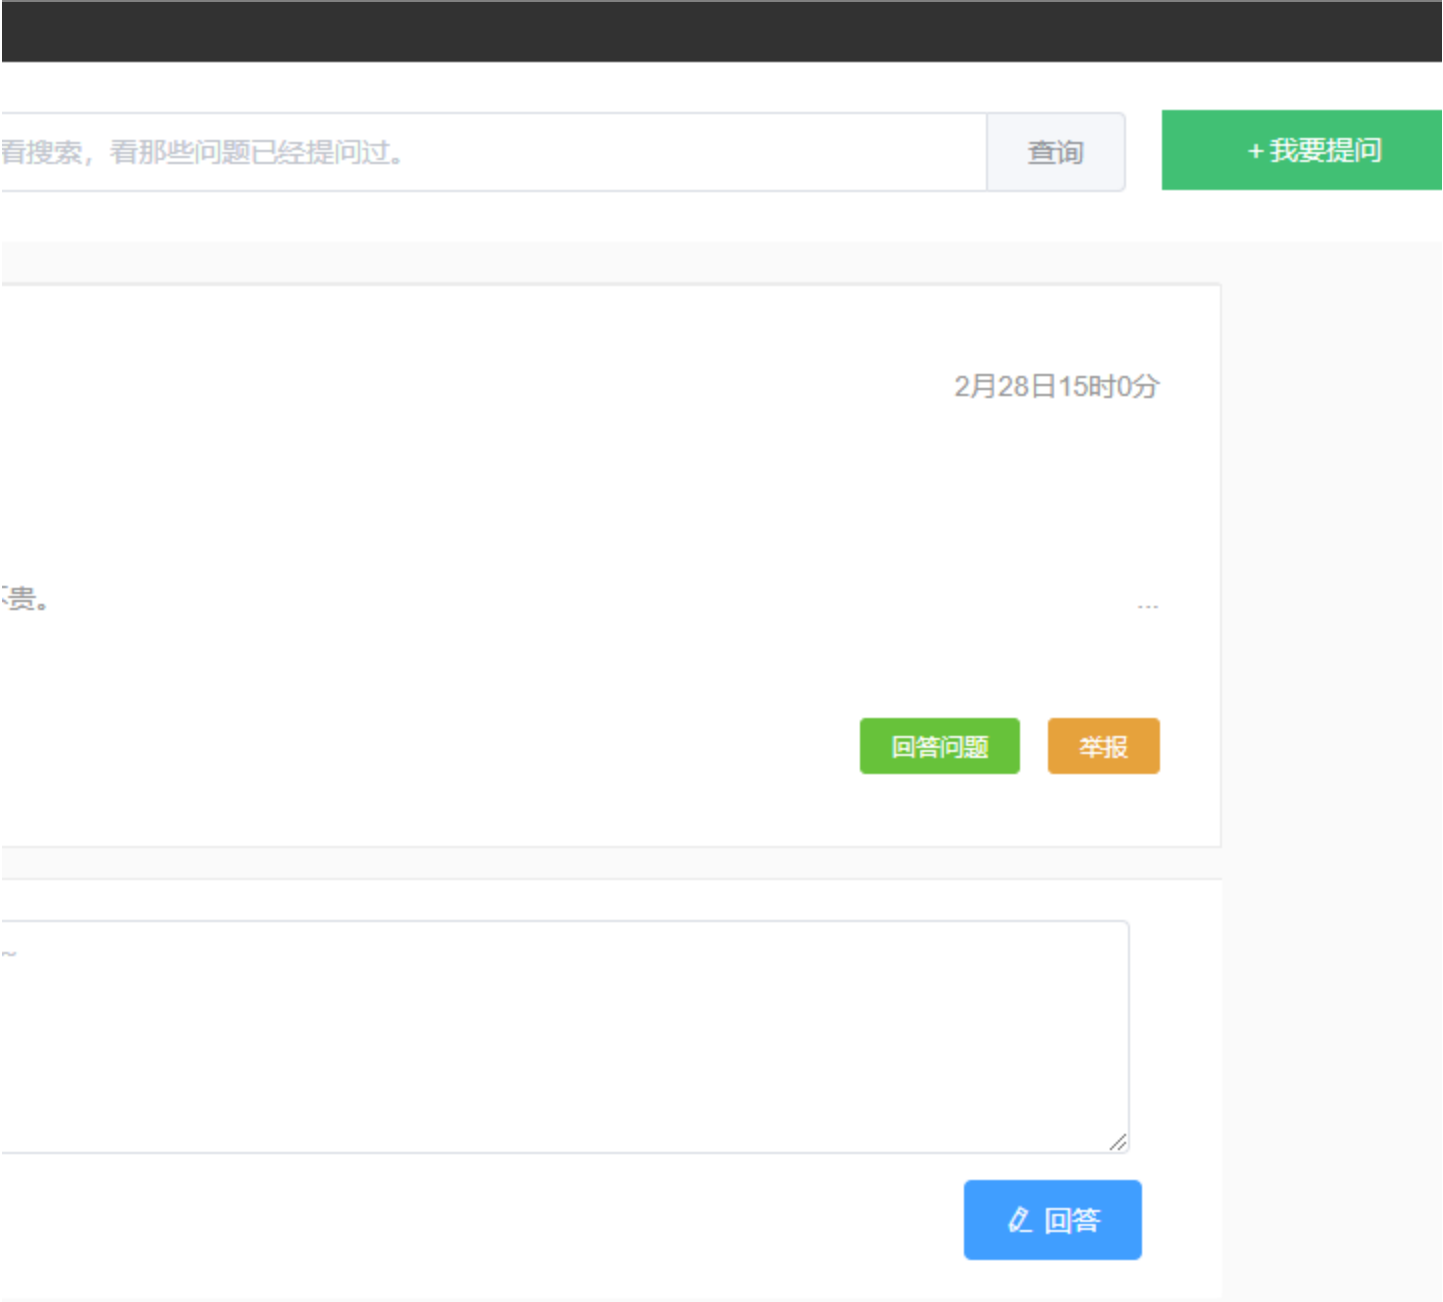 看搜索，看那些问题已经提问过。
查询
+ 我要提问
2月28日15时0分
贵。
...
回答问题
举报
~
回答